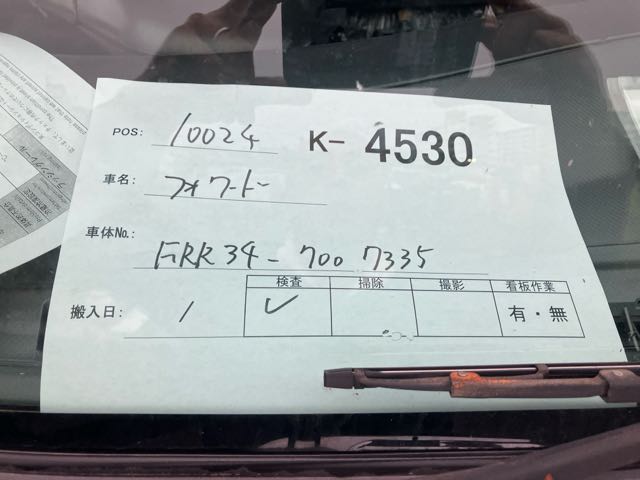 POS: 10024 K- 4530
車名: フォワード
車体No.: FRR34-7007335
検査 掃除 撮影 看板作業
搬入日: / ✓ 有・無